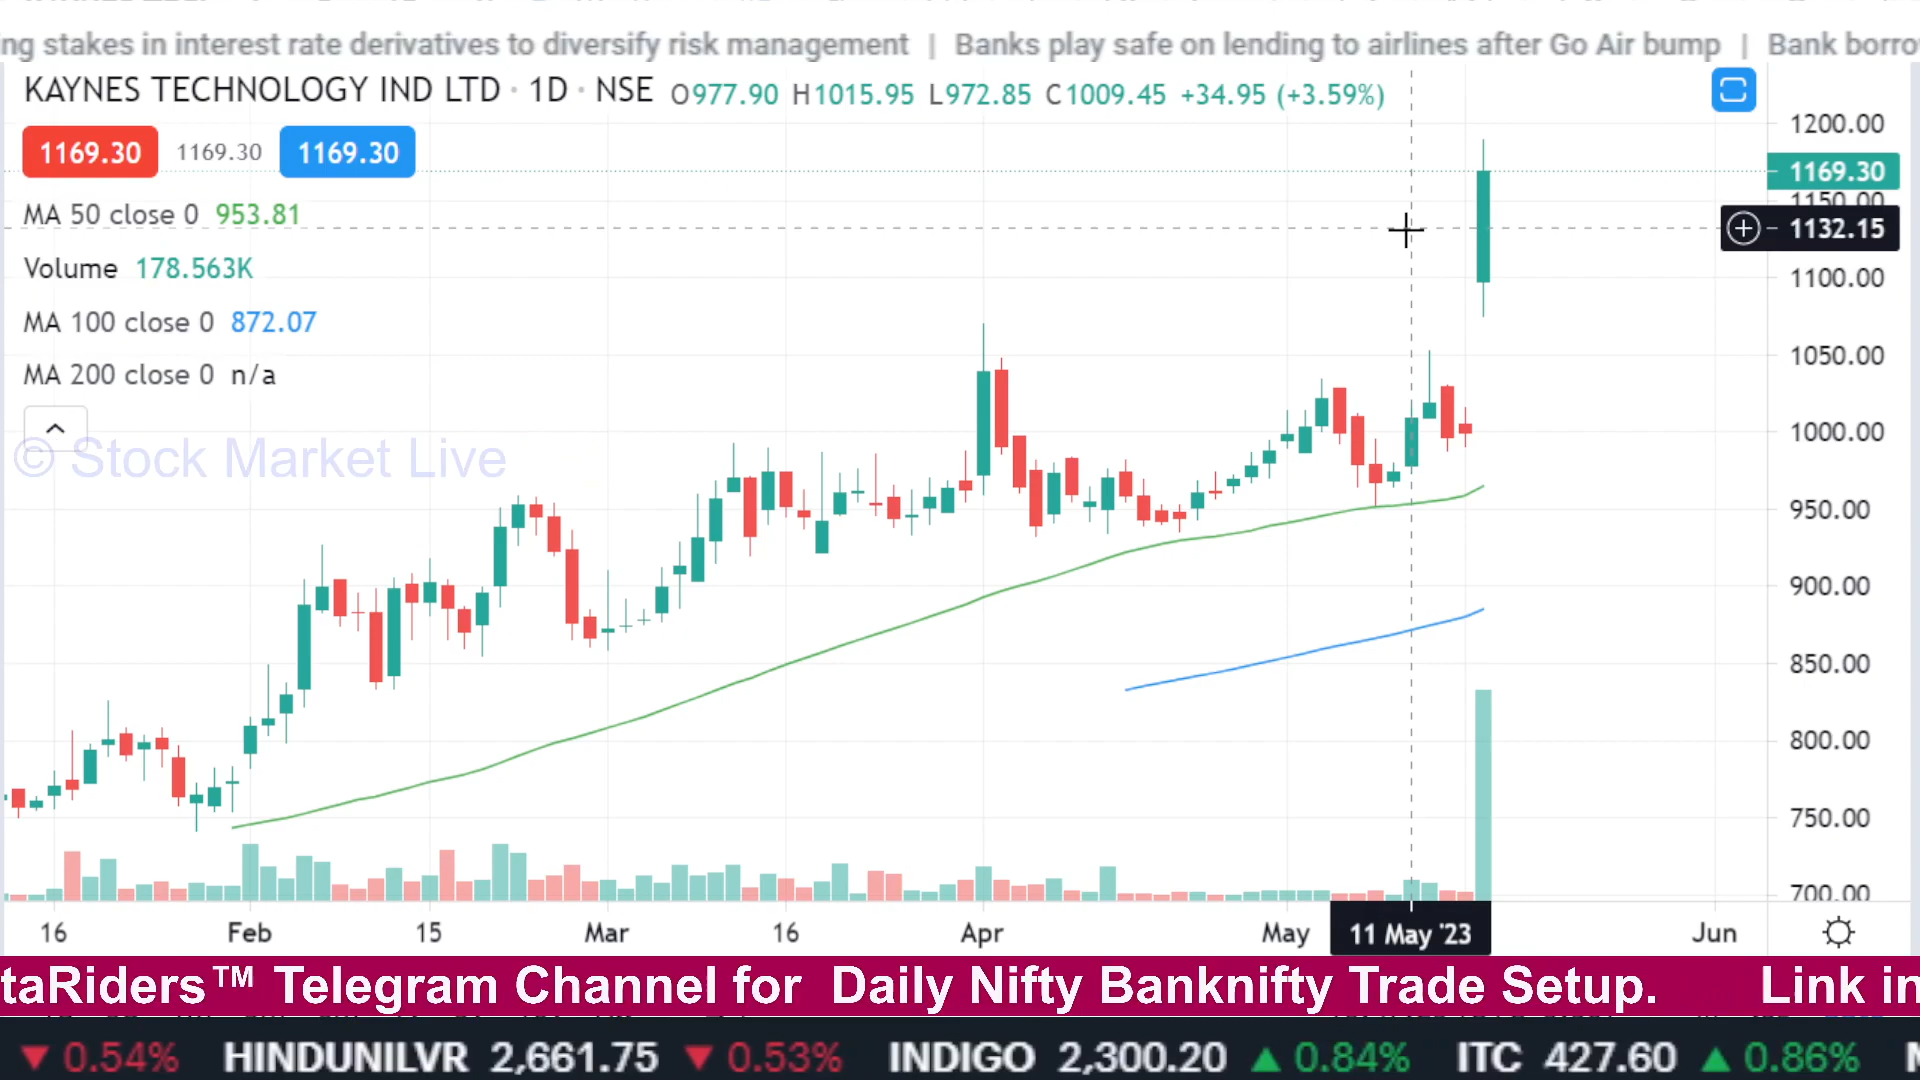 ng stakes in interest rate derivatives to diversify risk management | Banks play safe on lending to airlines after Go Air bump | Bank borro
KAYNES TECHNOLOGY IND LTD · 1D · NSE O977.90 H1015.95 L972.85 C1009.45 +34.95 (+3.59%)
1169.30 1169.30 1169.30
MA 50 close 0 953.81
Volume 178.563K
MA 100 close 0 872.07
MA 200 close 0 n/a
© Stock Market Live
1200.00
1169.30
1150.00
1132.15
1100.00
1050.00
1000.00
950.00
900.00
850.00
800.00
750.00
700.00
16 Feb 15 Mar 16 Apr May 11 May '23 Jun
taRiders™ Telegram Channel for Daily Nifty Banknifty Trade Setup. Link in
▼ 0.54% HINDUNILVR 2,661.75 ▼ 0.53% INDIGO 2,300.20 ▲ 0.84% ITC 427.60 ▲ 0.86%